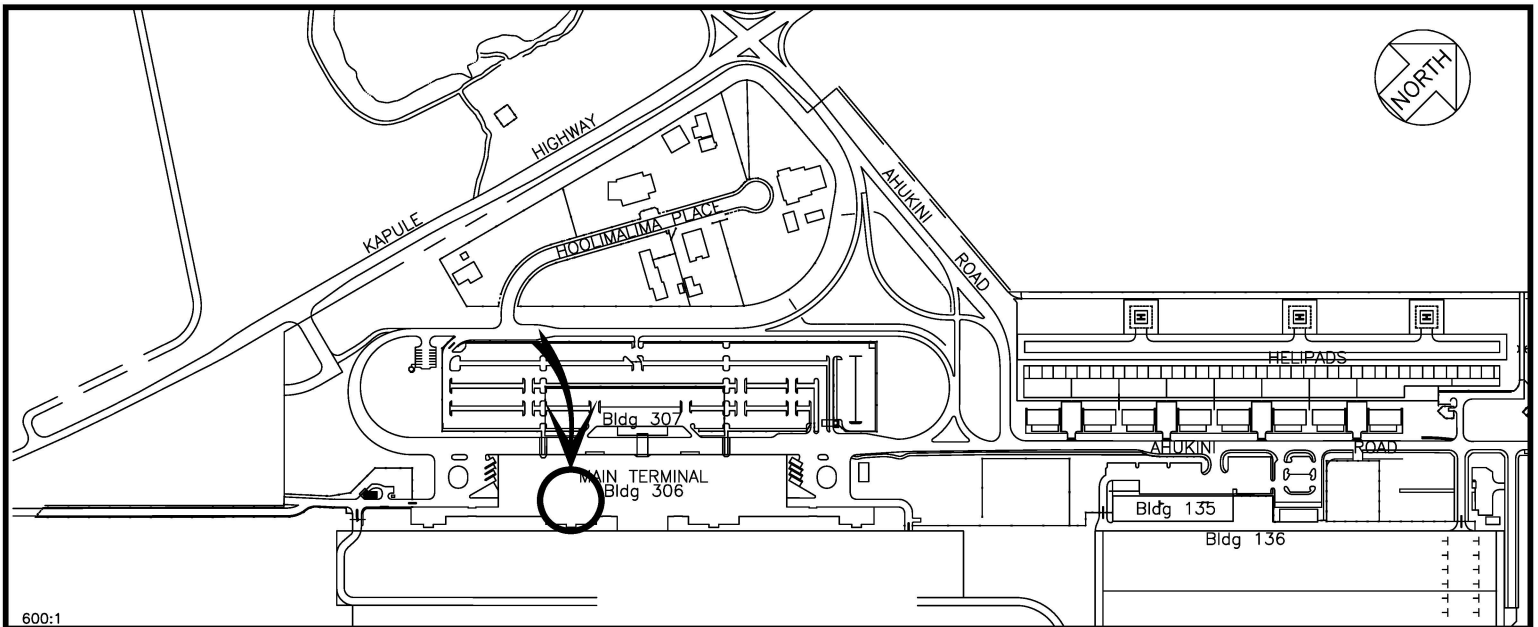 NORTH
HIGHWAY
KAPULE
HOOLIMALIMA PLACE
AHUKINI
ROAD
H
H
H
HELIPADS
Bldg 307
AHUKINI
ROAD
MAIN TERMINAL
Bldg 306
Bldg 135
Bldg 136
600:1